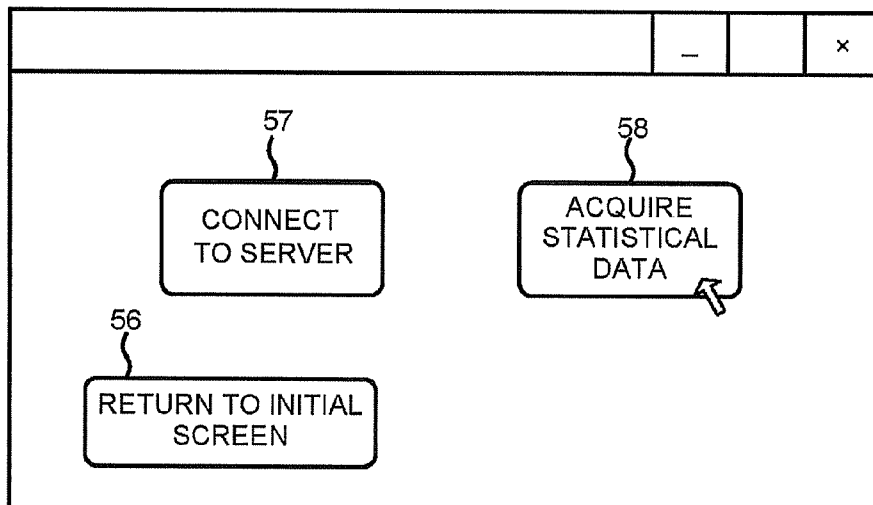 _ ×
57
58
CONNECT
TO SERVER
ACQUIRE
STATISTICAL
DATA
56
RETURN TO INITIAL
SCREEN